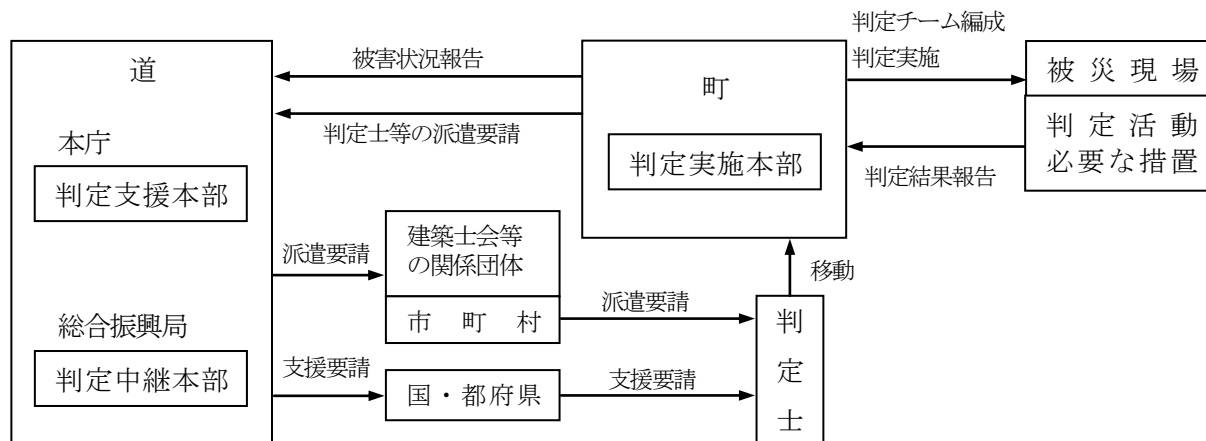 道
本庁
判定支援本部
総合振興局
判定中継本部
被害状況報告
判定士等の派遣要請
派遣要請
支援要請
建築士会等
の関係団体
市町村
国・都府県
派遣要請
支援要請
町
判定実施本部
移動
判定士
判定チーム編成
判定実施
判定結果報告
被災現場
判定活動
必要な措置